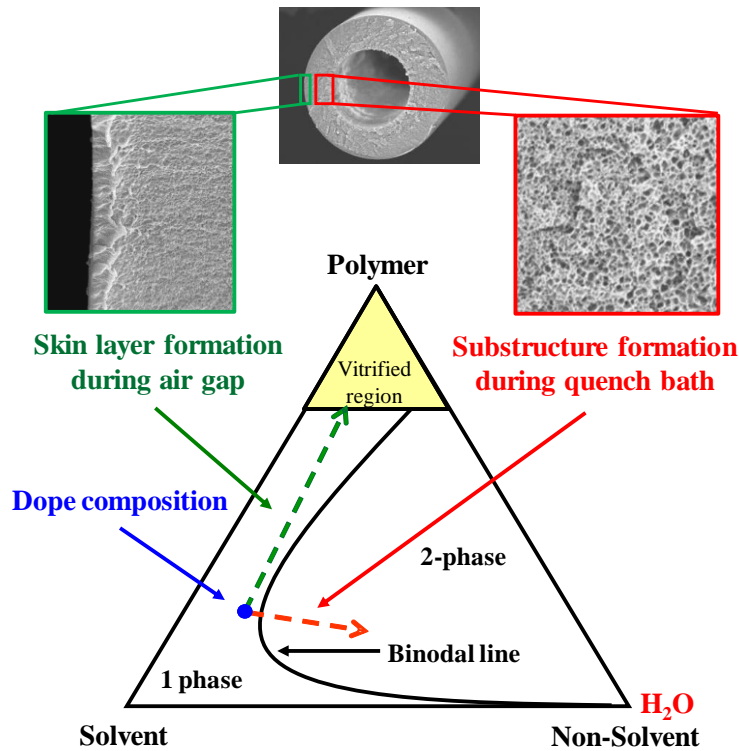 Polymer
Skin layer formation
during air gap
Substructure formation
during quench bath
Vitrified
region
Dope composition
2-phase
Binodal line
1 phase
H₂O
Solvent
Non-Solvent